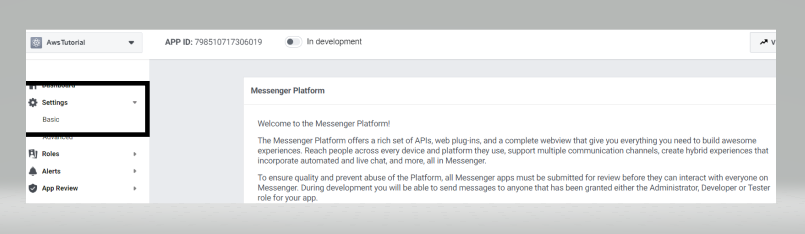 AwsTutorial
APP ID: 798510717306019
In development
Dashboard
Settings
Basic
Advanced
Roles
Alerts
App Review
Messenger Platform
Welcome to the Messenger Platform!
The Messenger Platform offers a rich set of APIs, web plug-ins, and a complete webview that give you everything you need to build awesome
experiences. Reach people across every device and platform they use, support multiple communication channels, create hybrid experiences that
incorporate automated and live chat, and more, all in Messenger.
To ensure quality and prevent abuse of the Platform, all Messenger apps must be submitted for review before they can interact with everyone on
Messenger. During development you will be able to send messages to anyone that has been granted either the Administrator, Developer or Tester
role for your app.